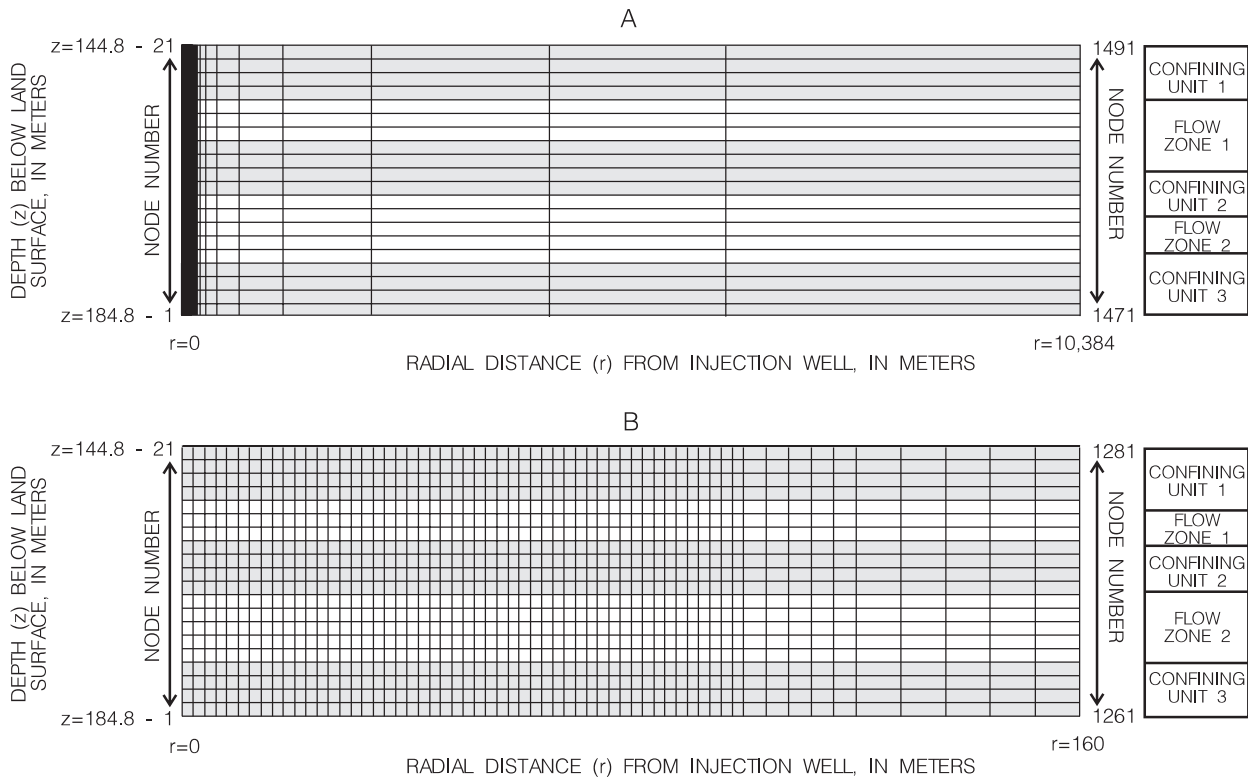 A
z=144.8 - 21
1491
DEPTH (z) BELOW LAND
SURFACE, IN METERS
NODE NUMBER
NODE NUMBER
CONFINING
UNIT 1
FLOW
ZONE 1
CONFINING
UNIT 2
FLOW
ZONE 2
CONFINING
UNIT 3
z=184.8 - 1
1471
r=0
r=10,384
RADIAL DISTANCE (r) FROM INJECTION WELL, IN METERS
B
z=144.8 - 21
1281
DEPTH (z) BELOW LAND
SURFACE, IN METERS
NODE NUMBER
NODE NUMBER
CONFINING
UNIT 1
FLOW
ZONE 1
CONFINING
UNIT 2
FLOW
ZONE 2
CONFINING
UNIT 3
z=184.8 - 1
1261
r=0
r=160
RADIAL DISTANCE (r) FROM INJECTION WELL, IN METERS